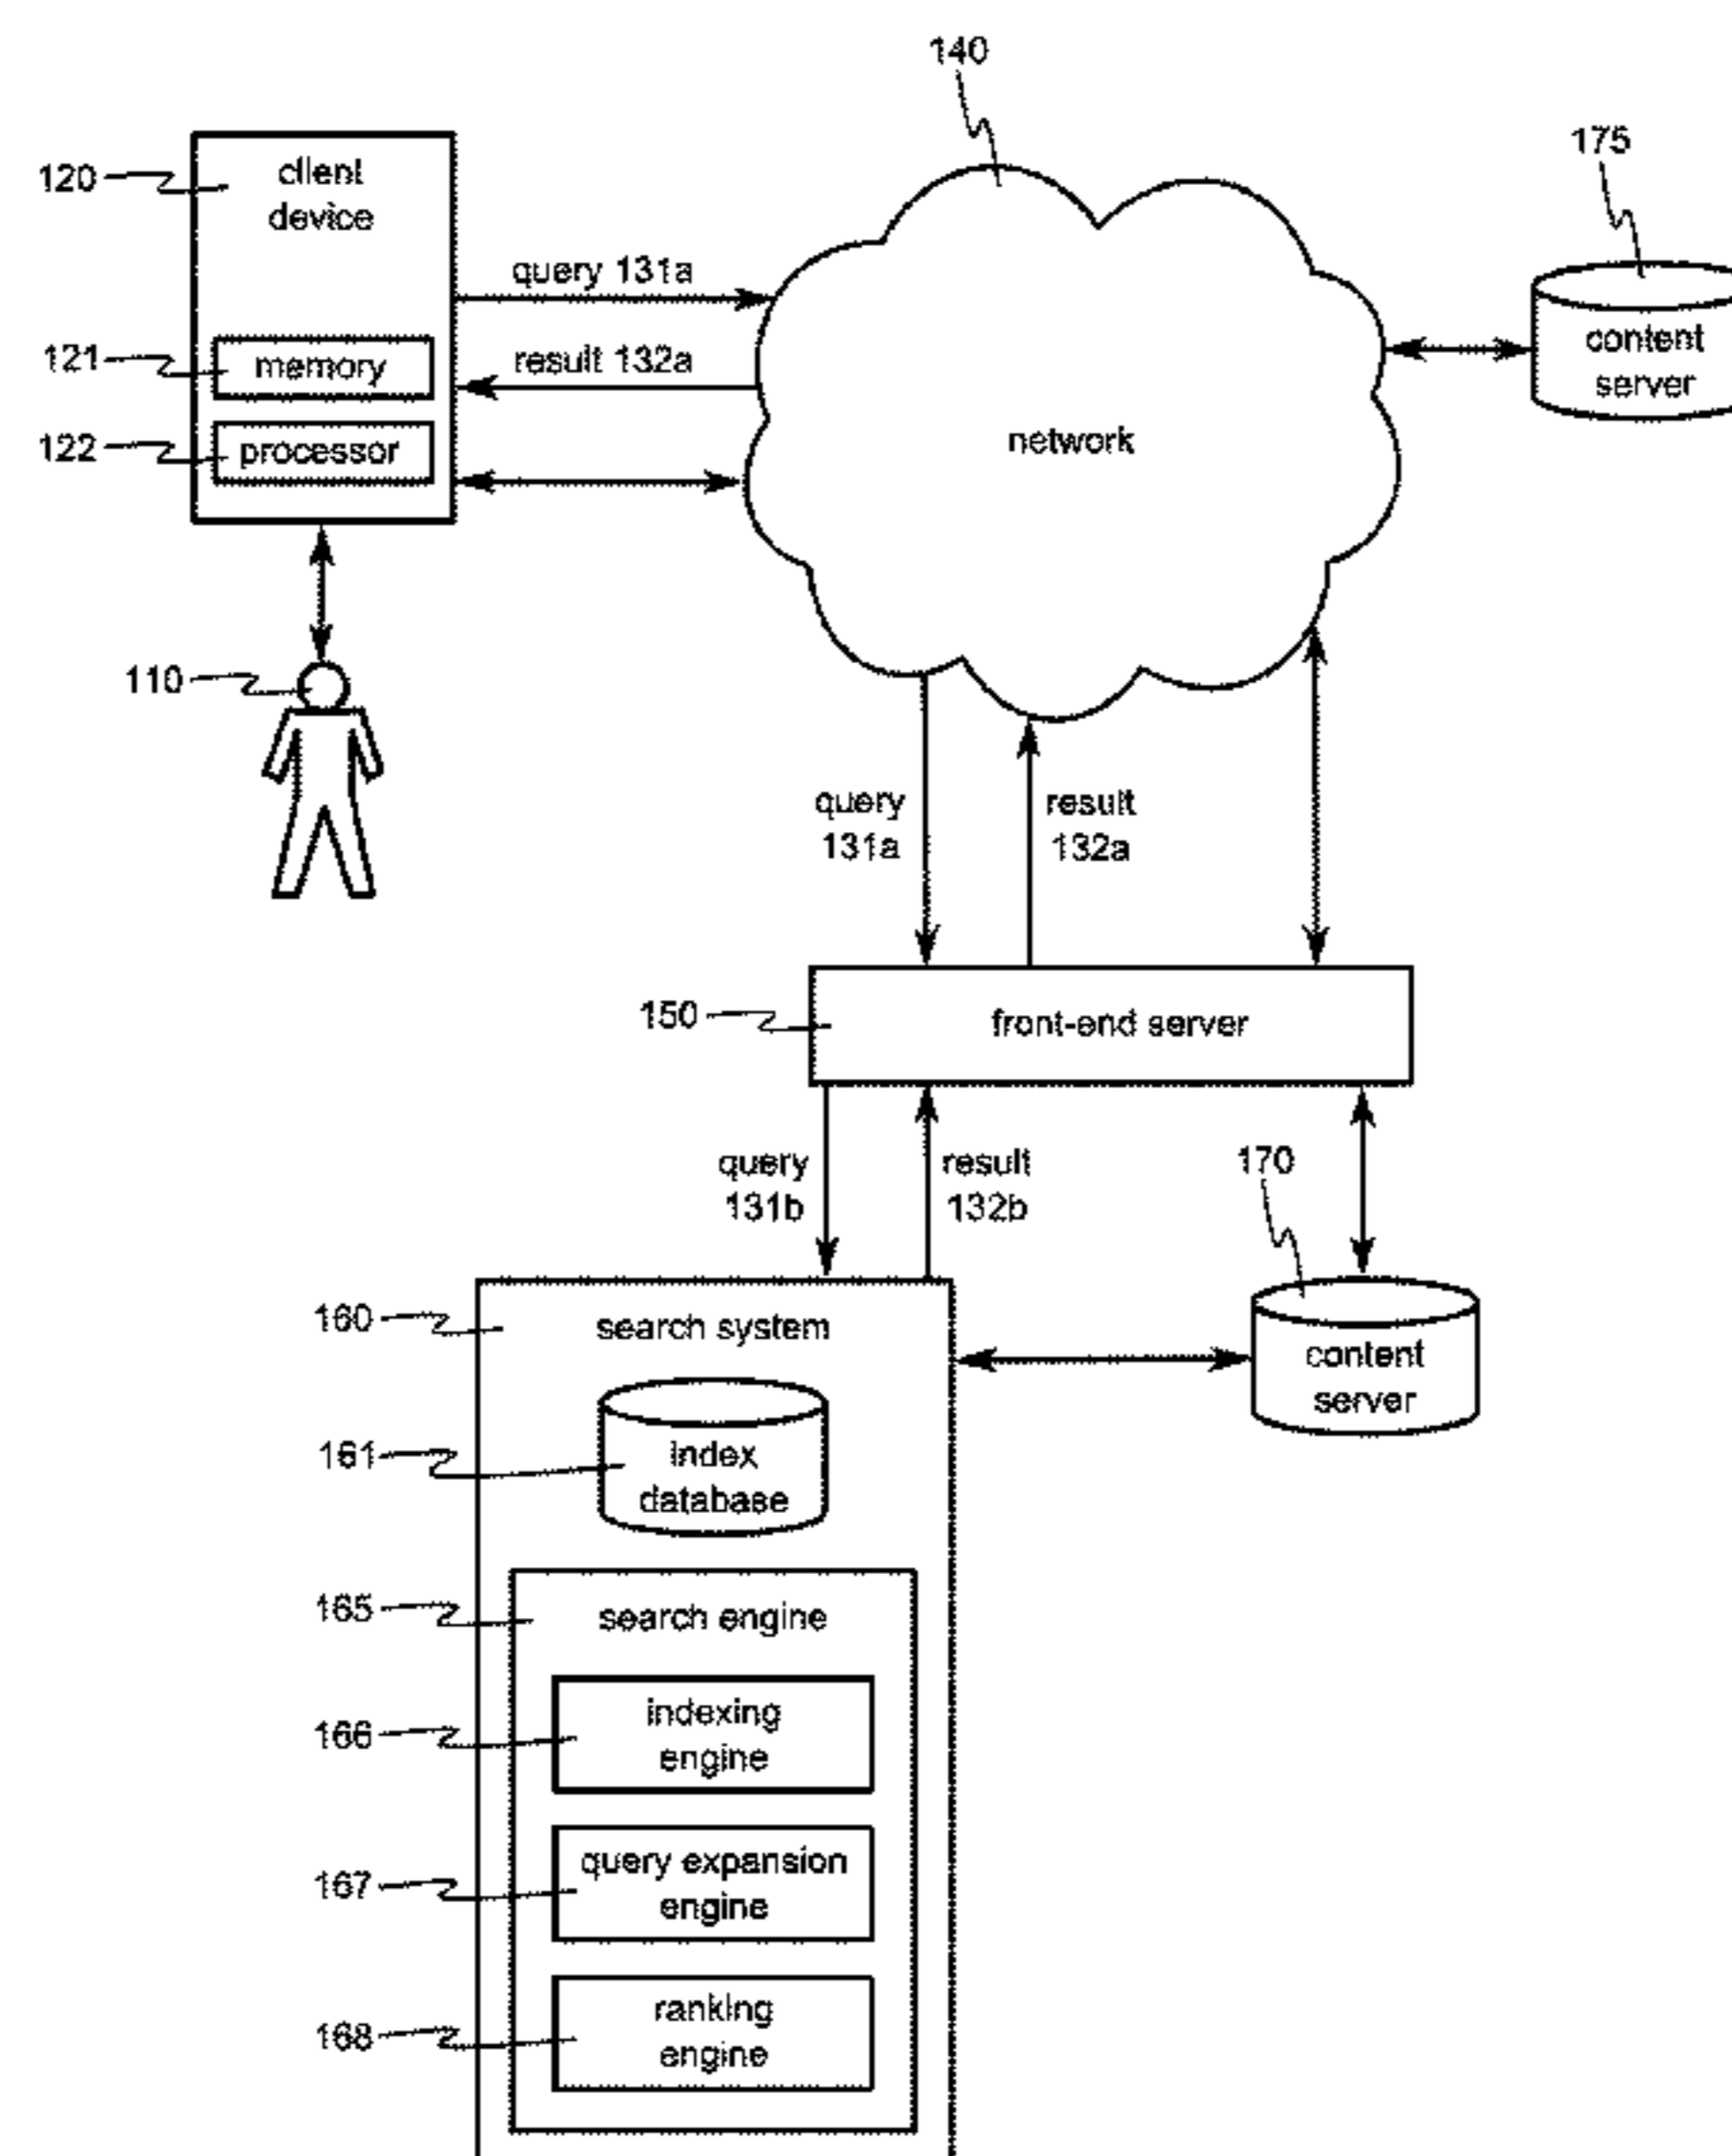 140
175
120
client
device
query 131a
121
memory
result 132a
content
server
122
processor
network
110
query
131a
result
132a
150
front-end server
query
131b
result
132b
170
160
search system
content
server
161
index
database
165
search engine
166
indexing
engine
167
query expansion
engine
168
ranking
engine